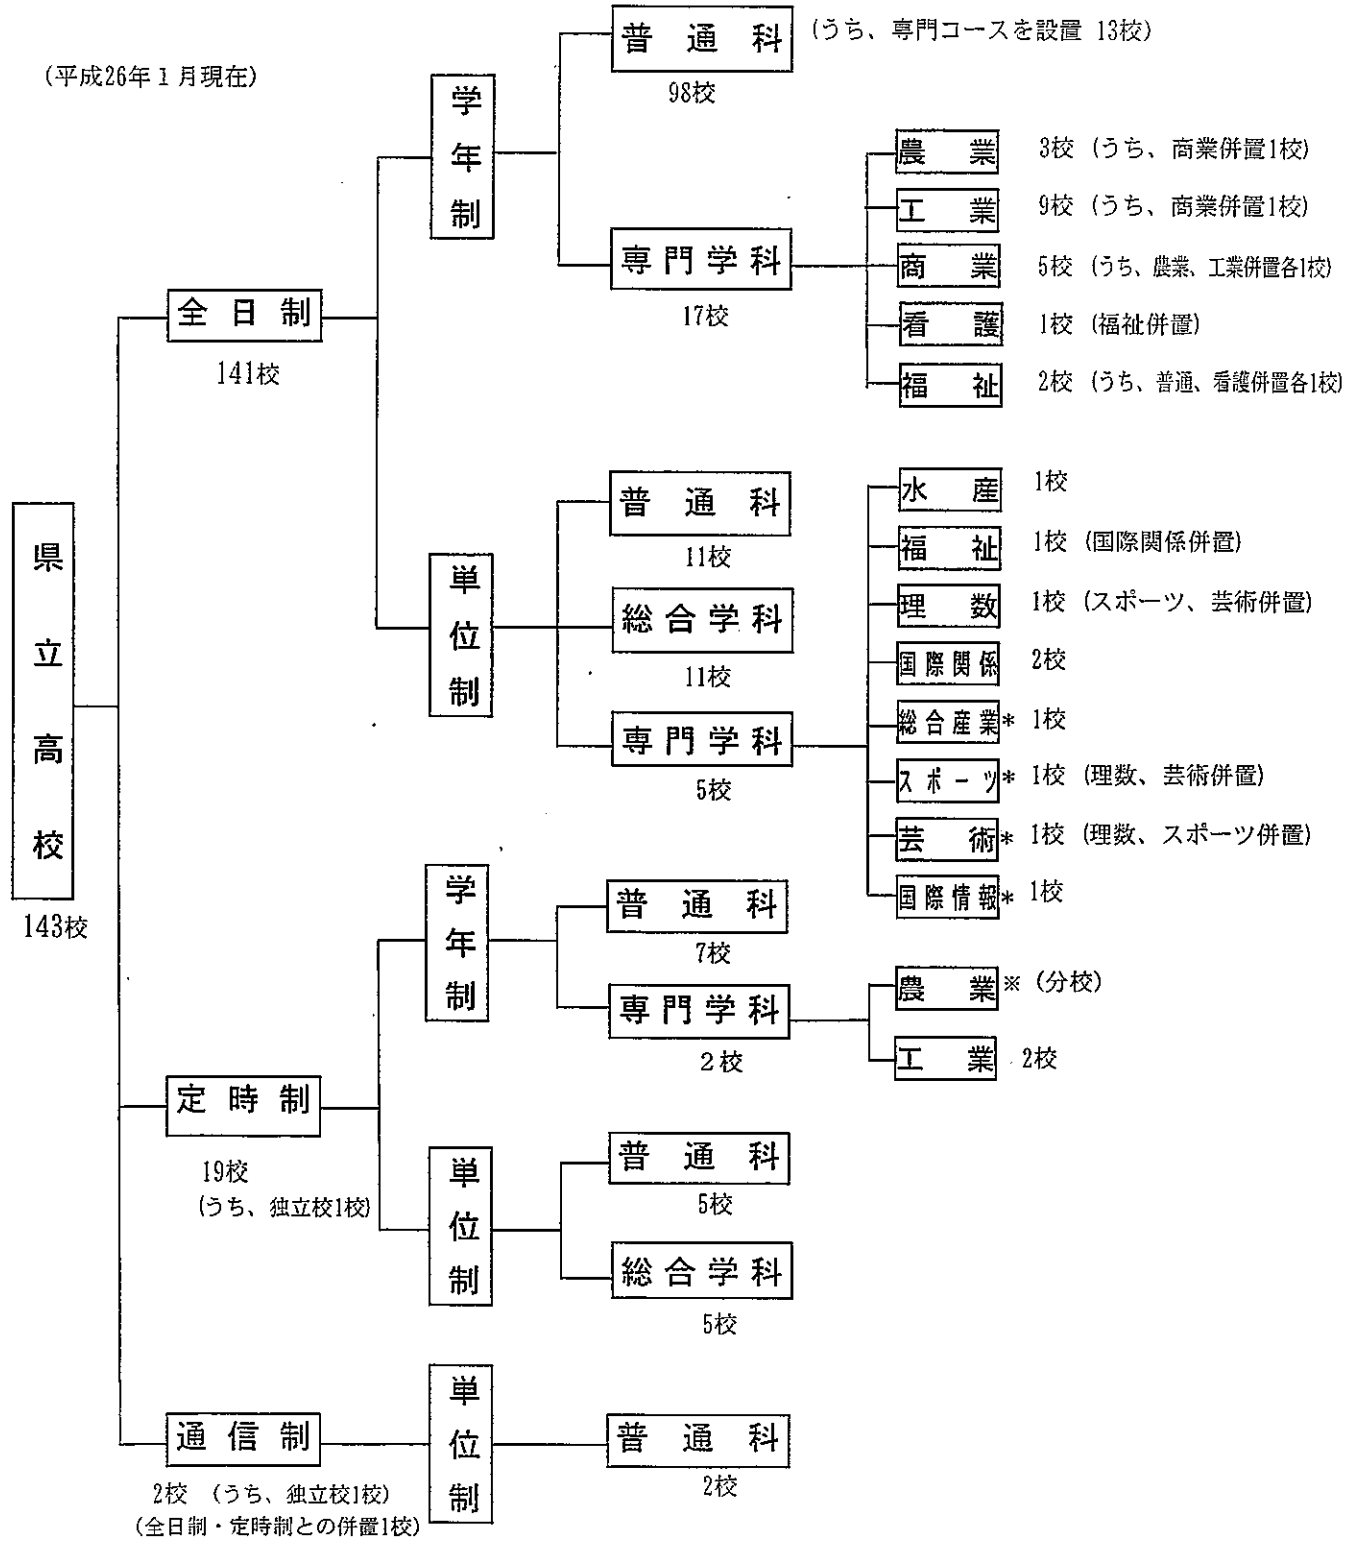 (平成26年1月現在)
県立高校
143校
全日制
141校
学年制
普通科
(うち、専門コースを設置 13校)
98校
専門学科
17校
農業
3校 (うち、商業併置1校)
工業
9校 (うち、商業併置1校)
商業
5校 (うち、農業、工業併置各1校)
看護
1校 (福祉併置)
福祉
2校 (うち、普通、看護併置各1校)
単位制
普通科
11校
総合学科
11校
専門学科
5校
水産
1校
福祉
1校 (国際関係併置)
理数
1校 (スポーツ、芸術併置)
国際関係
2校
総合産業* 1校
スポーツ* 1校 (理数、芸術併置)
芸術* 1校 (理数、スポーツ併置)
国際情報* 1校
定時制
19校
(うち、独立校1校)
学年制
普通科
7校
専門学科
2校
農業※ (分校)
工業
2校
単位制
普通科
5校
総合学科
5校
通信制
2校 (うち、独立校1校)
(全日制・定時制との併置1校)
単位制
普通科
2校